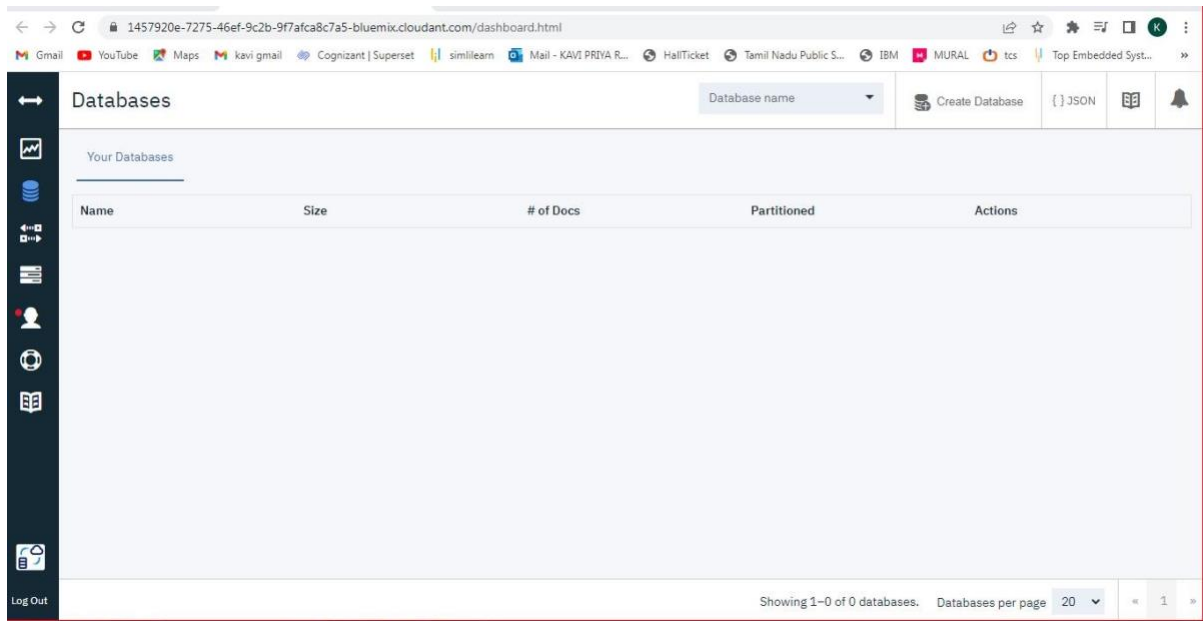 1457920e-7275-46ef-9c2b-9f7afca8c7a5-bluemix.cloudant.com/dashboard.html K
Gmail YouTube Maps kavi gmail Cognizant | Superset simlilearn Mail - KAVI PRIYA R... HallTicket Tamil Nadu Public S... IBM MURAL tcs Top Embedded Syst... »
Databases Database name Create Database { } JSON
Your Databases
Name Size # of Docs Partitioned Actions
Log Out Showing 1–0 of 0 databases. Databases per page 20 « 1 »